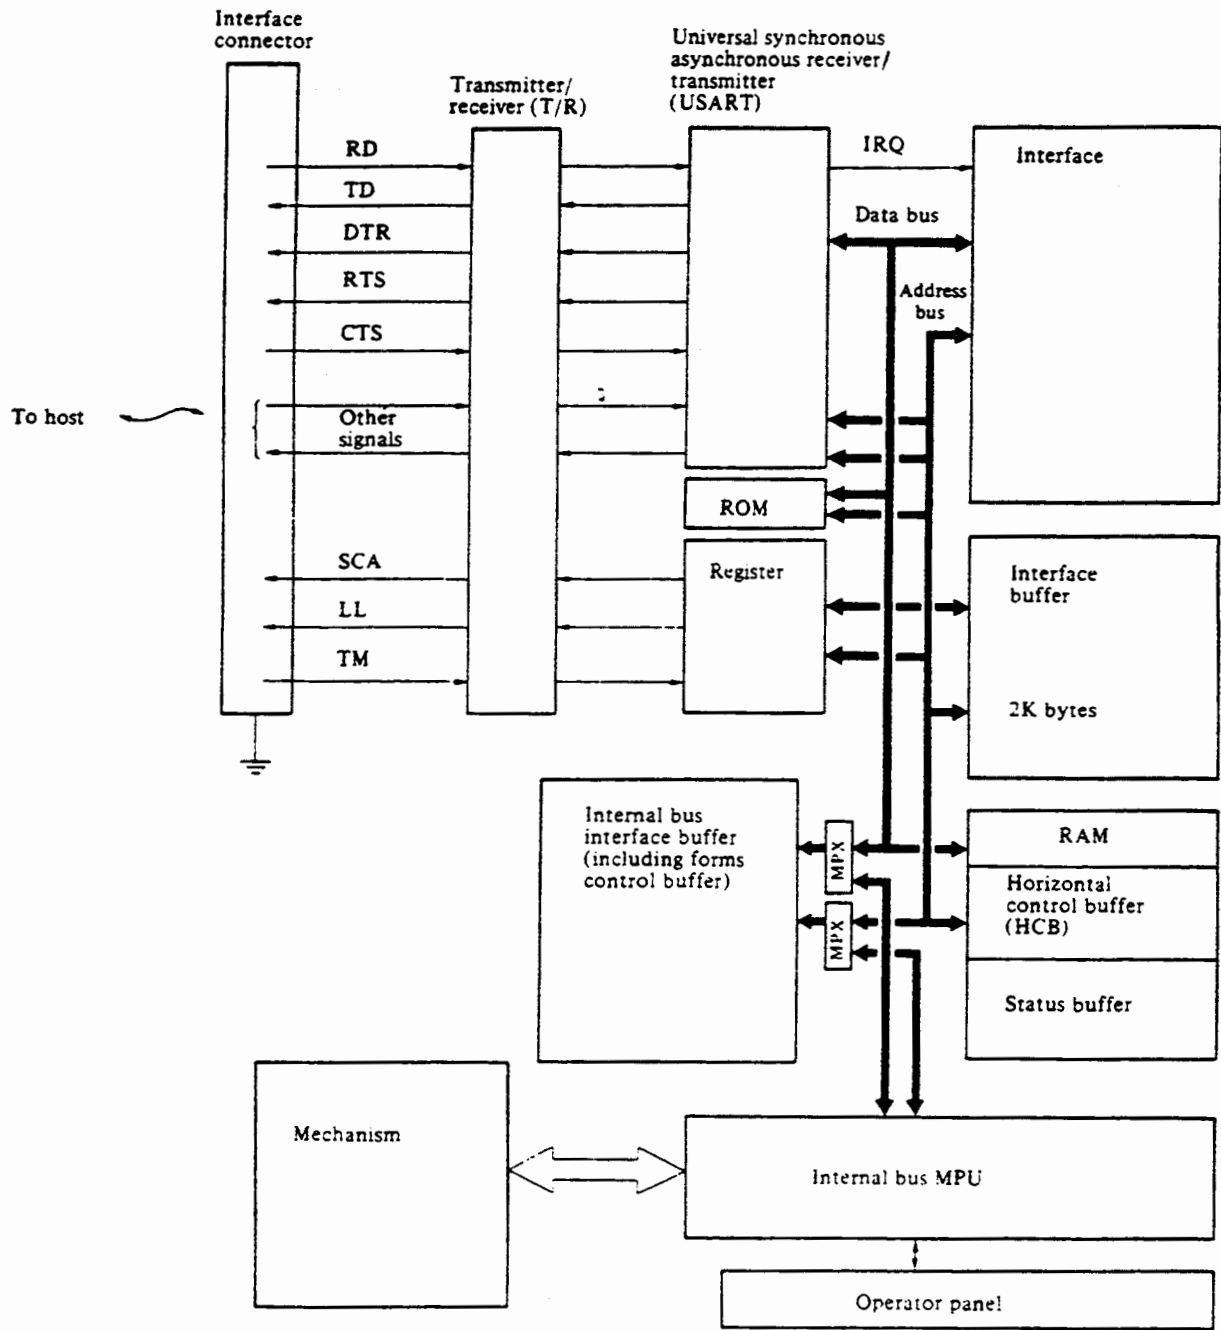 Interface
connector
Transmitter/
receiver (T/R)
Universal synchronous
asynchronous receiver/
transmitter
(USART)
RD
TD
DTR
RTS
CTS
To host
Other
signals
SCA
LL
TM
IRQ
Interface
Data bus
Address
bus
ROM
Register
Interface
buffer
2K bytes
Internal bus
interface buffer
(including forms
control buffer)
MPX
MPX
RAM
Horizontal
control buffer
(HCB)
Status buffer
Mechanism
Internal bus MPU
Operator panel